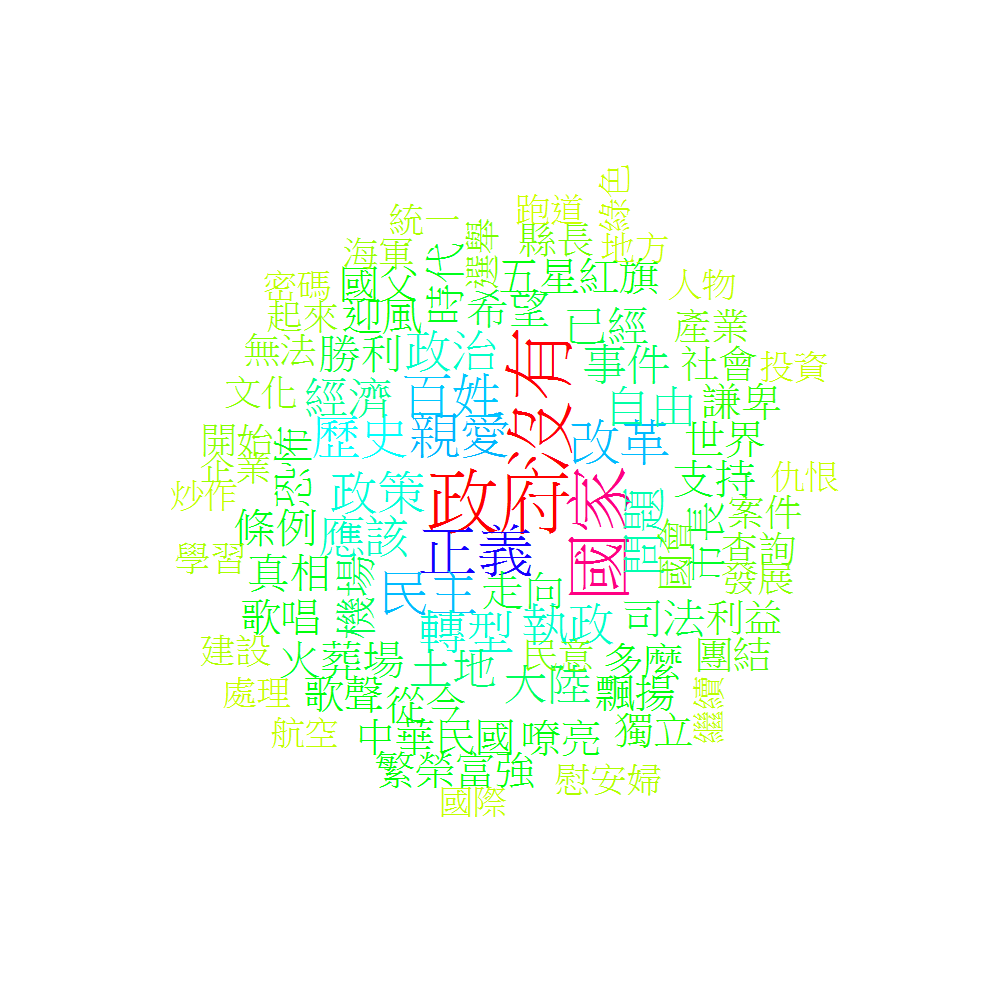 綠色
統一
跑道
選舉
縣長
海軍
時代
地方
密碼
國父
五星紅旗
人物
起來
迎風
希望
已經
產業
無法
勝利
政治
沒有
事件
社會
投資
文化
經濟
百姓
自由
謙卑
開始
恐怖
歷史
親愛
改革
世界
企業
政策
國家
支持
仇恨
炒作
條例
應該
政府
問題
國會
市長
案件
學習
真相
機場
正義
查詢
發展
民主
走向
歌唱
轉型
執政
司法
利益
建設
火葬場
土地
民意
多麼
團結
處理
歌聲
從今
大陸
飄揚
繼續
航空
中華民國
嘹亮
獨立
繁榮富強
慰安婦
國際